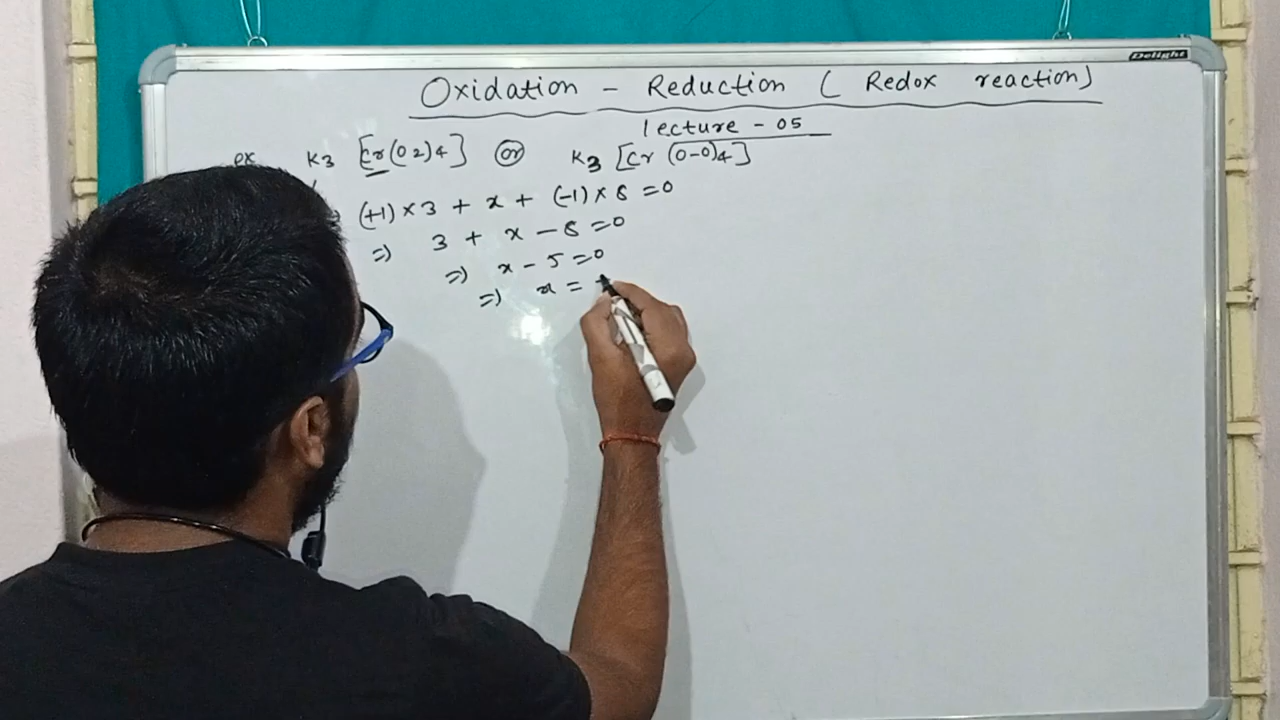 Delight
Oxidation - Reduction ( Redox reaction)
lecture - 05
ex K3 [Cr(O2)4] or K3 [Cr (O-O)4]
(+1) × 3 + x + (-1) × 8 = 0
=) 3 + x - 8 = 0
=) x - 5 = 0
=) x = +